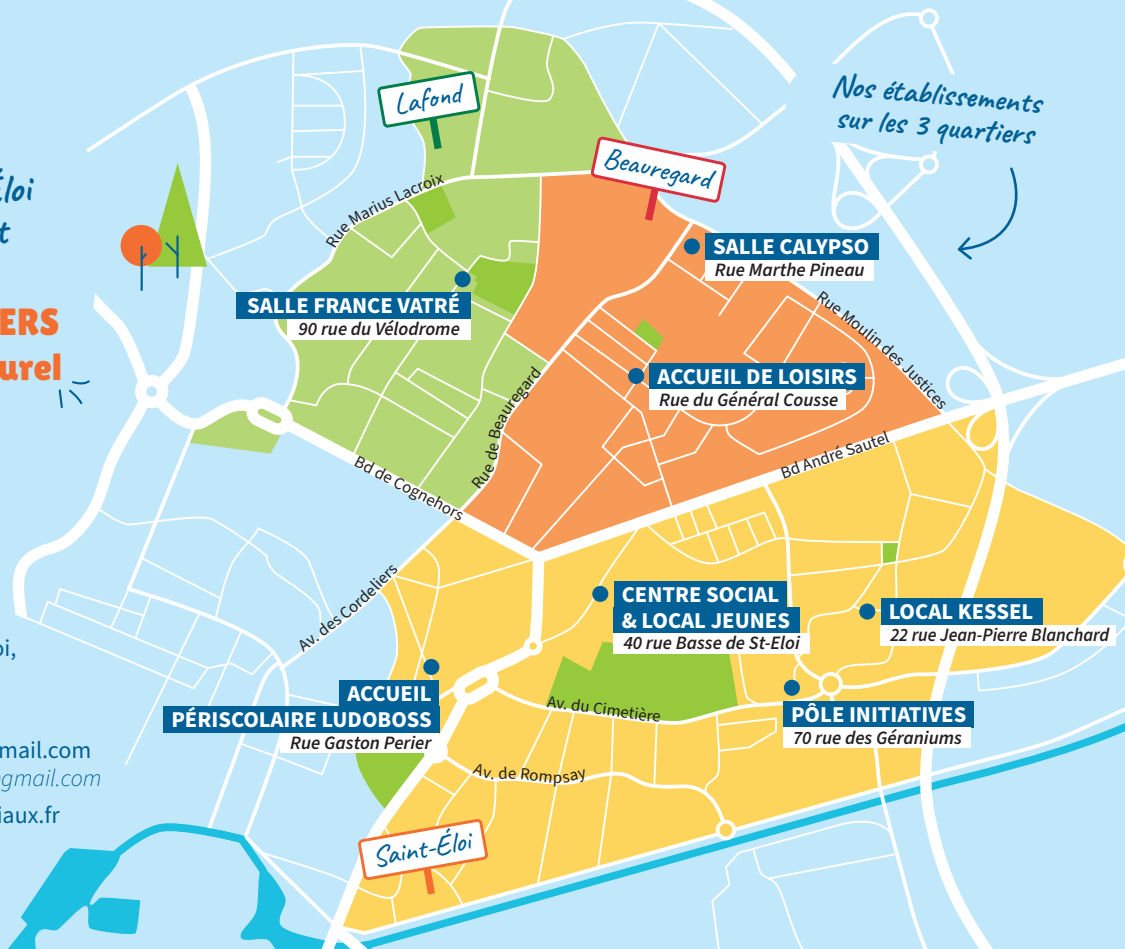 Éloi
t
ERS
urel
oi,
mail.com
gmail.com
iaux.fr
Nos établissements
sur les 3 quartiers
Lafond
Beauregard
Rue Marius Lacroix
SALLE CALYPSO
Rue Marthe Pineau
SALLE FRANCE VATRÉ
90 rue du Vélodrome
Rue Moulin des Justices
ACCUEIL DE LOISIRS
Rue du Général Cousse
Rue de Beauregard
Bd André Sautel
Bd de Cognehors
Av. des Cordeliers
CENTRE SOCIAL
& LOCAL JEUNES
40 rue Basse de St-Eloi
LOCAL KESSEL
22 rue Jean-Pierre Blanchard
ACCUEIL
PÉRISCOLAIRE LUDOBOSS
Rue Gaston Perier
Av. du Cimetière
PÔLE INITIATIVES
70 rue des Géraniums
Av. de Rompsay
Saint-Éloi